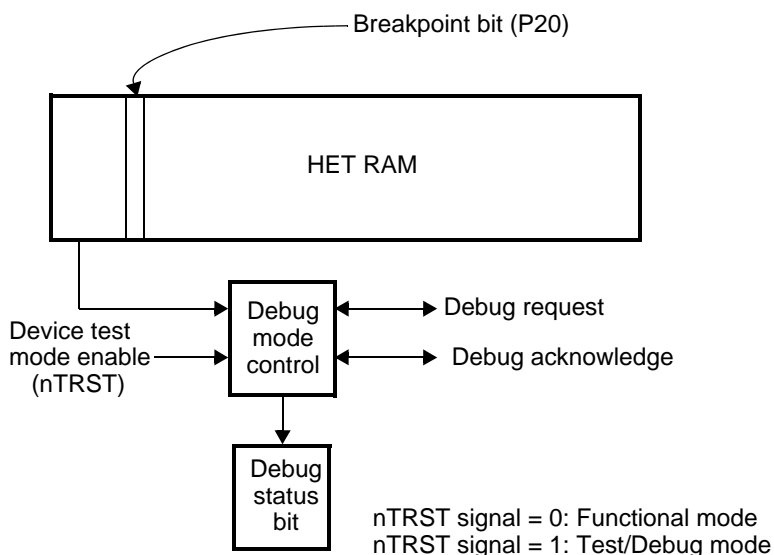 Breakpoint bit (P20)
HET RAM
Debug
mode
control
Debug request
Debug acknowledge
Device test
mode enable
(nTRST)
Debug
status
bit
nTRST signal = 0: Functional mode
nTRST signal = 1: Test/Debug mode